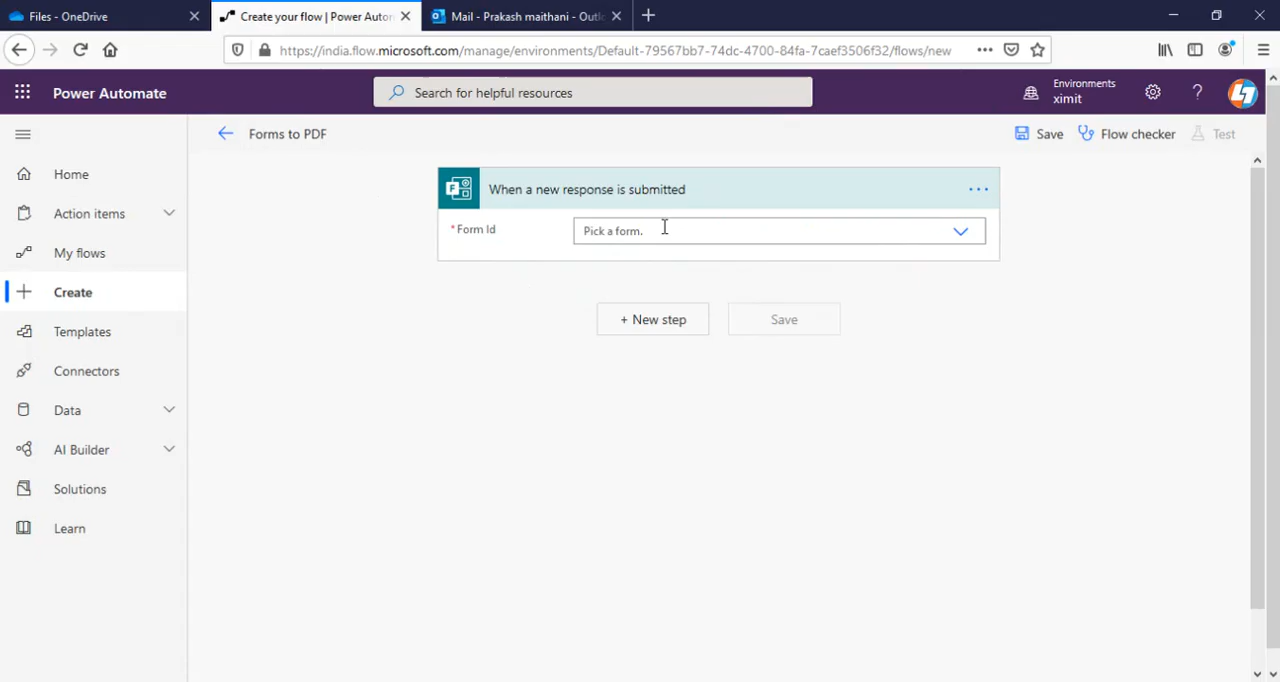 Files - OneDrive
Create your flow | Power Autom
Mail - Prakash maithani - Outlo
https://india.flow.microsoft.com/manage/environments/Default-79567bb7-74dc-4700-84fa-7caef3506f32/flows/new
Power Automate
Search for helpful resources
Environments
ximit
?
Forms to PDF
Save
Flow checker
Test
Home
Action items
My flows
Create
Templates
Connectors
Data
AI Builder
Solutions
Learn
When a new response is submitted
* Form Id
Pick a form.
+ New step
Save